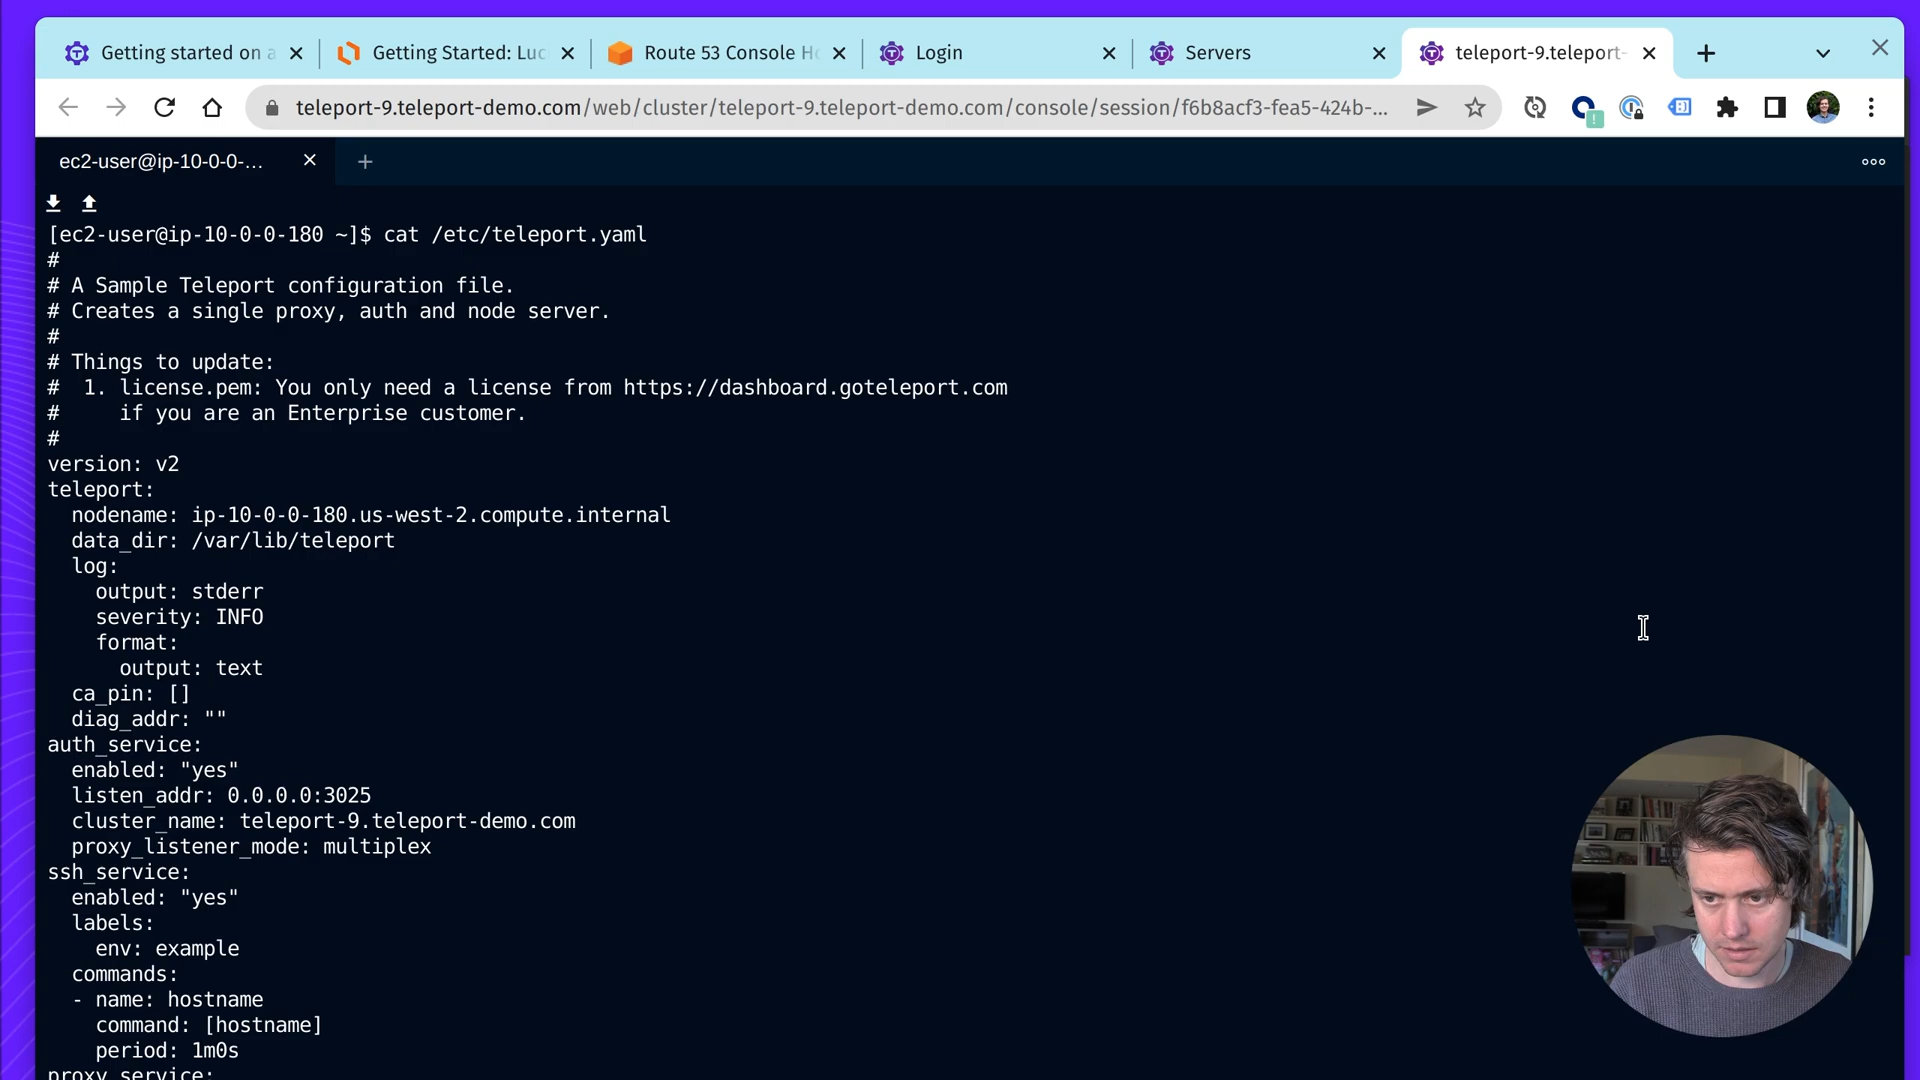 Getting started on a
Getting Started: Luc
Route 53 Console Ho
Login
Servers
teleport-9.teleport-
teleport-9.teleport-demo.com/web/cluster/teleport-9.teleport-demo.com/console/session/f6b8acf3-fea5-424b-...
ec2-user@ip-10-0-0-...
[ec2-user@ip-10-0-0-180 ~]$ cat /etc/teleport.yaml
#
# A Sample Teleport configuration file.
# Creates a single proxy, auth and node server.
#
# Things to update:
#  1. license.pem: You only need a license from https://dashboard.goteleport.com
#     if you are an Enterprise customer.
#
version: v2
teleport:
  nodename: ip-10-0-0-180.us-west-2.compute.internal
  data_dir: /var/lib/teleport
  log:
    output: stderr
    severity: INFO
    format:
      output: text
  ca_pin: []
  diag_addr: ""
auth_service:
  enabled: "yes"
  listen_addr: 0.0.0.0:3025
  cluster_name: teleport-9.teleport-demo.com
  proxy_listener_mode: multiplex
ssh_service:
  enabled: "yes"
  labels:
    env: example
  commands:
  - name: hostname
    command: [hostname]
    period: 1m0s
proxy_service: